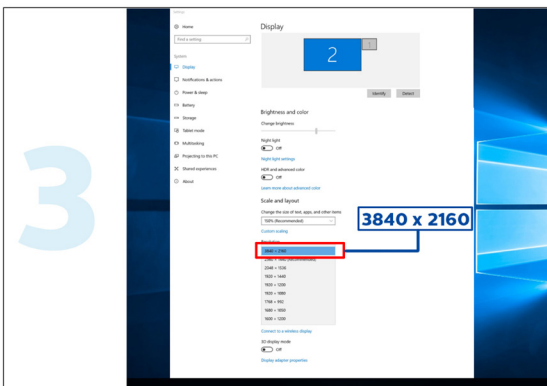 3
Settings
Home
Display
Find a setting
2
1
System
Display
Notifications & actions
Power & sleep
Identify
Detect
Battery
Brightness and color
Storage
Change brightness
Tablet mode
Night light
Multitasking
Off
Projecting to this PC
Night light settings
Shared experiences
HDR and advanced color
Off
About
Learn more about advanced color
Scale and layout
Change the size of text, apps, and other items
100% (Recommended)
3840 x 2160
Custom scaling
Resolution
3840 × 2160
2048 × 1536
1920 × 1440
1920 × 1200
1920 × 1080
1768 × 992
1680 × 1050
1600 × 1200
Connect to a wireless display
3D display mode
Off
Display adapter properties